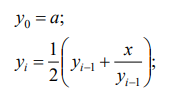 y₀ = a;
yᵢ = 1/2 (yᵢ₋₁ + x/yᵢ₋₁);